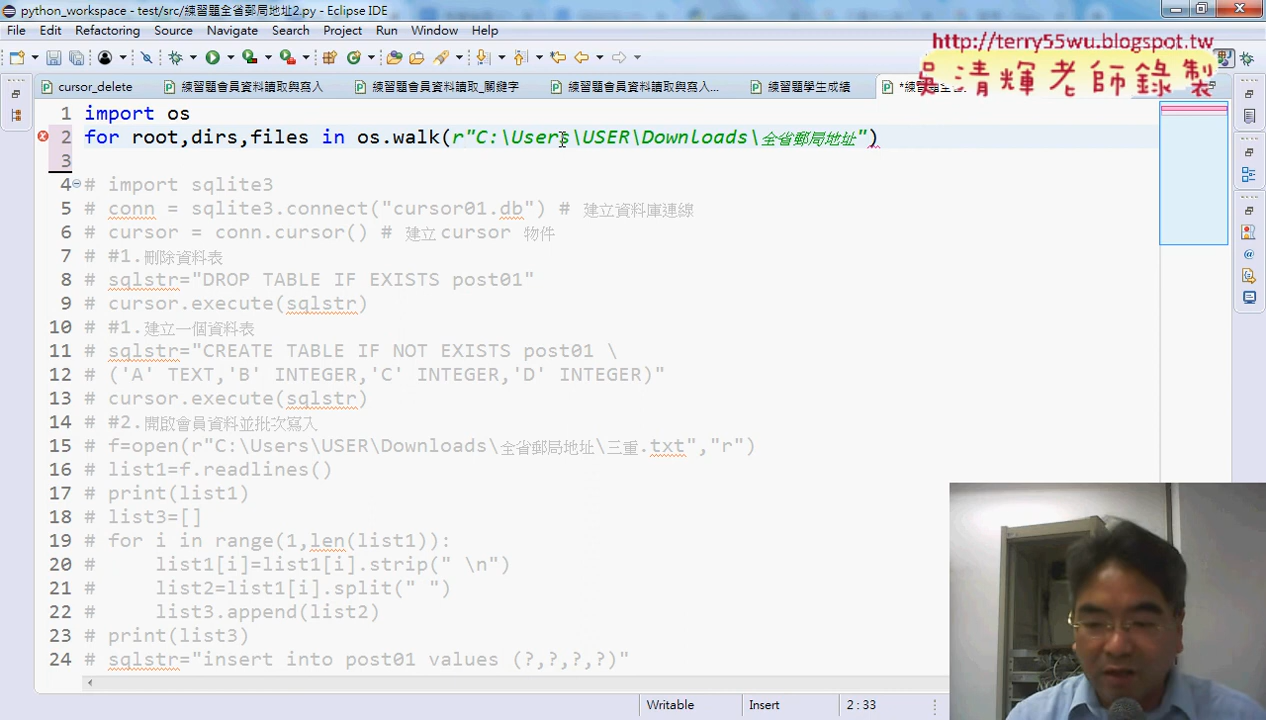 python_workspace - test/src/練習題全省郵局地址2.py - Eclipse IDE
File Edit Refactoring Source Navigate Search Project Run Window Help
http://terry55wu.blogspot.tw
吳清輝老師錄製
cursor_delete 練習題會員資料讀取與寫入 練習題會員資料讀取_關鍵字 練習題會員資料讀取與寫入... 練習題學生成績
1 import os
2 for root,dirs,files in os.walk(r"C:\Users\USER\Downloads\全省郵局地址")
3
4 # import sqlite3
5 # conn = sqlite3.connect("cursor01.db") # 建立資料庫連線
6 # cursor = conn.cursor() # 建立cursor 物件
7 # #1.刪除資料表
8 # sqlstr="DROP TABLE IF EXISTS post01"
9 # cursor.execute(sqlstr)
10 # #1.建立一個資料表
11 # sqlstr="CREATE TABLE IF NOT EXISTS post01 \
12 # ('A' TEXT,'B' INTEGER,'C' INTEGER,'D' INTEGER)"
13 # cursor.execute(sqlstr)
14 # #2.開啟會員資料並批次寫入
15 # f=open(r"C:\Users\USER\Downloads\全省郵局地址\三重.txt","r")
16 # list1=f.readlines()
17 # print(list1)
18 # list3=[]
19 # for i in range(1,len(list1)):
20 #     list1[i]=list1[i].strip(" \n")
21 #     list2=list1[i].split(" ")
22 #     list3.append(list2)
23 # print(list3)
24 # sqlstr="insert into post01 values (?,?,?,?)"
Writable Insert 2 : 33